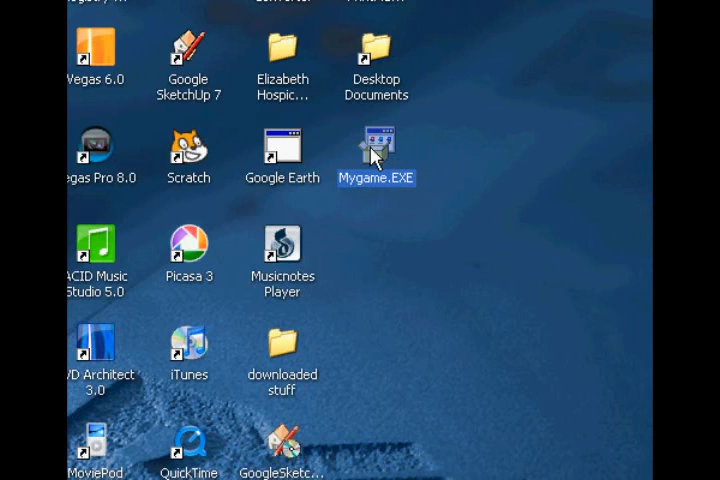 Vegas 6.0
Google
SketchUp 7
Elizabeth
Hospic...
Desktop
Documents
egas Pro 8.0
Scratch
Google Earth
Mygame.EXE
ACID Music
Studio 5.0
Picasa 3
Musicnotes
Player
VD Architect
3.0
iTunes
downloaded
stuff
MoviePod
QuickTime
GoogleSketc...